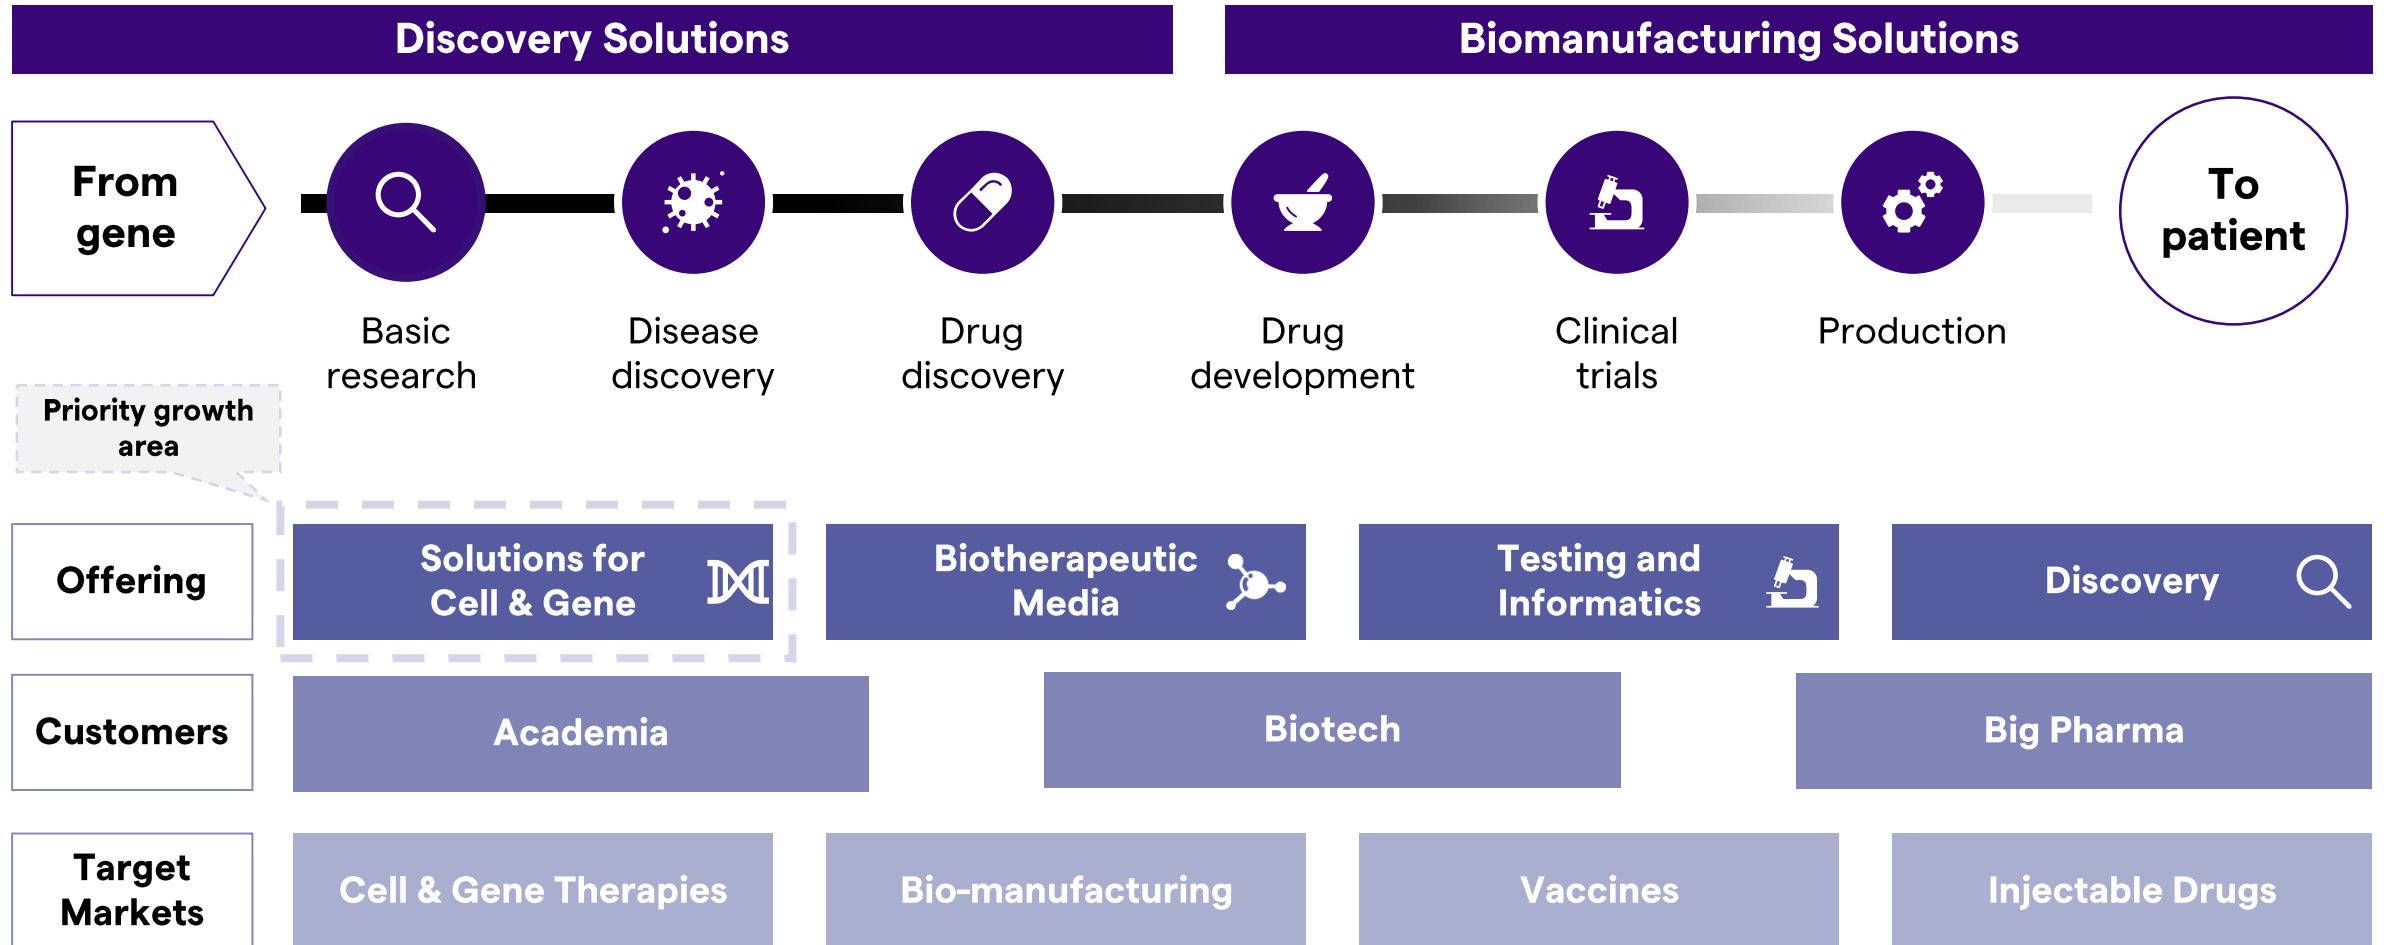 Discovery Solutions
Biomanufacturing Solutions
From
gene
To
patient
Basic
research
Disease
discovery
Drug
discovery
Drug
development
Clinical
trials
Production
Priority growth
area
Offering
Solutions for
Cell & Gene
Biotherapeutic
Media
Testing and
Informatics
Discovery
Customers
Academia
Biotech
Big Pharma
Target
Markets
Cell & Gene Therapies
Bio-manufacturing
Vaccines
Injectable Drugs